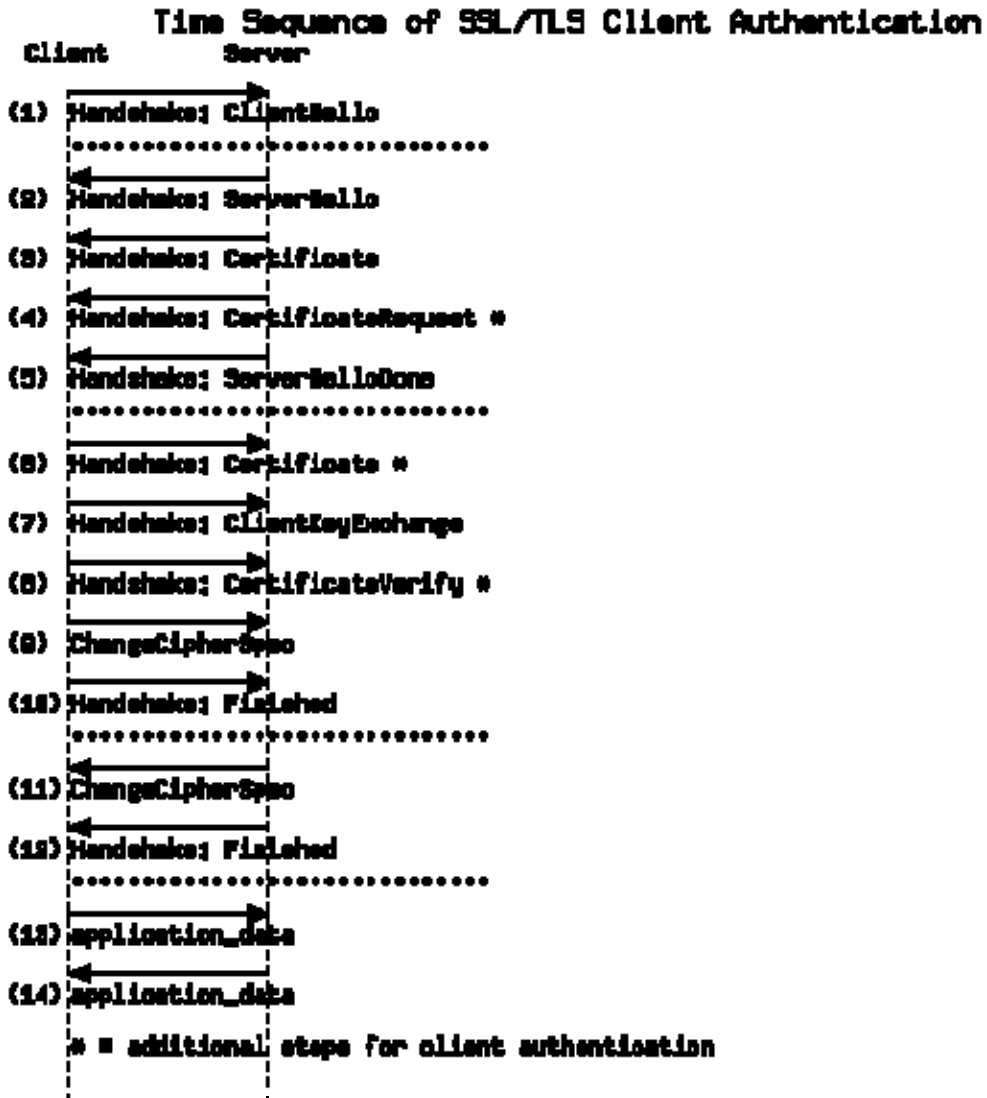 Time Sequence of SSL/TLS Client Authentication
Client Server
(1) Handshake: ClientHello
(2) Handshake: ServerHello
(3) Handshake: Certificate
(4) Handshake: CertificateRequest *
(5) Handshake: ServerHelloDone
(6) Handshake: Certificate *
(7) Handshake: ClientKeyExchange
(8) Handshake: CertificateVerify *
(9) ChangeCipherSpec
(10) Handshake: Finished
(11) ChangeCipherSpec
(12) Handshake: Finished
(13) application_data
(14) application_data
* = additional steps for client authentication